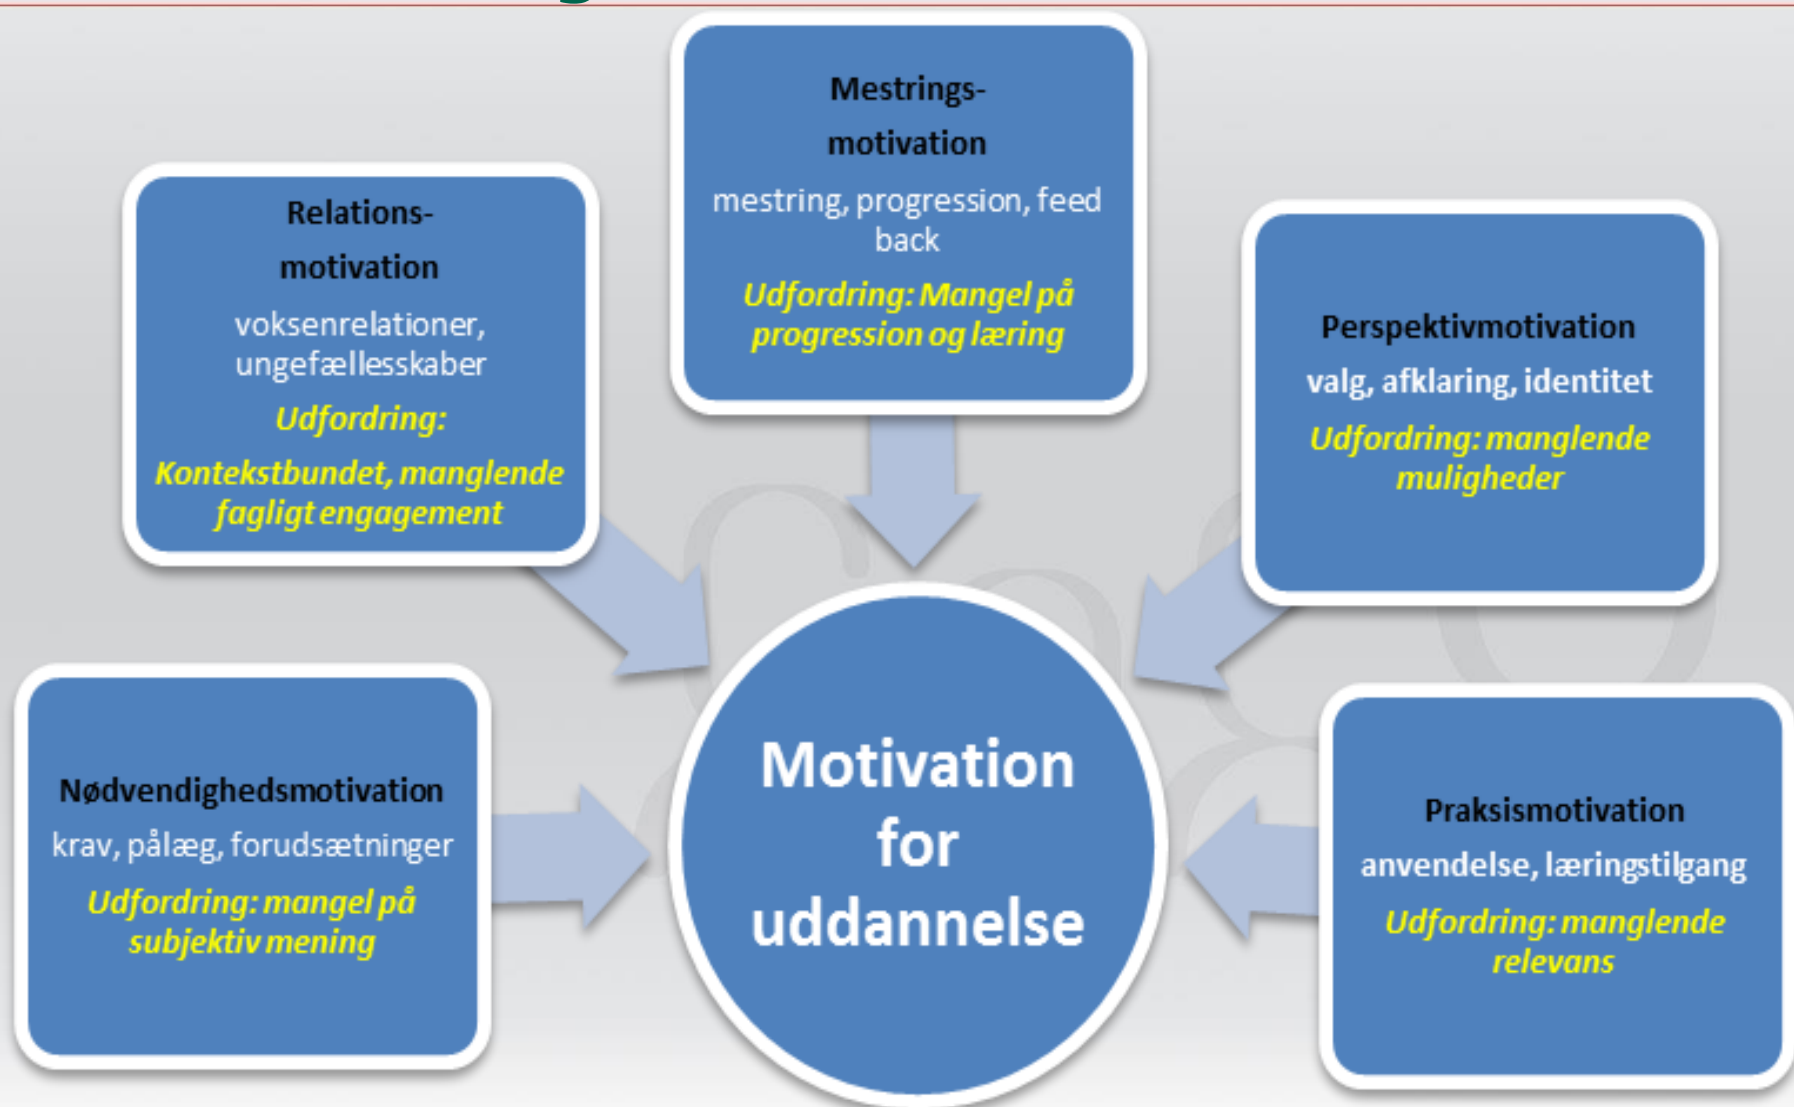 Nødvendighedsmotivation
krav, pålæg, forudsætninger
Udfordring: mangel på
subjektiv mening
Relations-
motivation
voksenrelationer,
ungefællesskaber
Udfordring:
Kontekstbundet, manglende
fagligt engagement
Mestrings-
motivation
mestring, progression, feed
back
Udfordring: Mangel på
progression og læring
Perspektivmotivation
valg, afklaring, identitet
Udfordring: manglende
muligheder
Praksismotivation
anvendelse, læringstilgang
Udfordring: manglende
relevans
Motivation
for
uddannelse